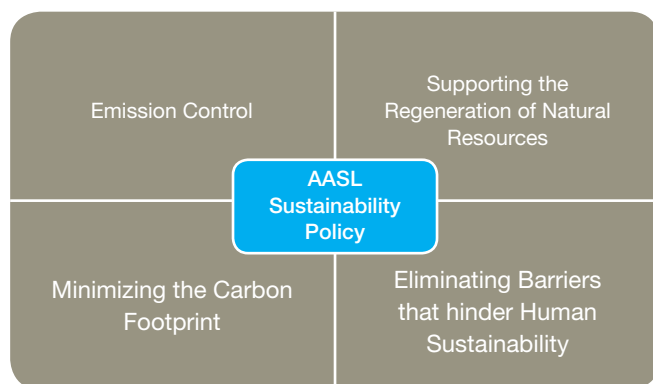 Emission Control
Supporting the
Regeneration of Natural
Resources
AASL
Sustainability
Policy
Minimizing the Carbon
Footprint
Eliminating Barriers
that hinder Human
Sustainability